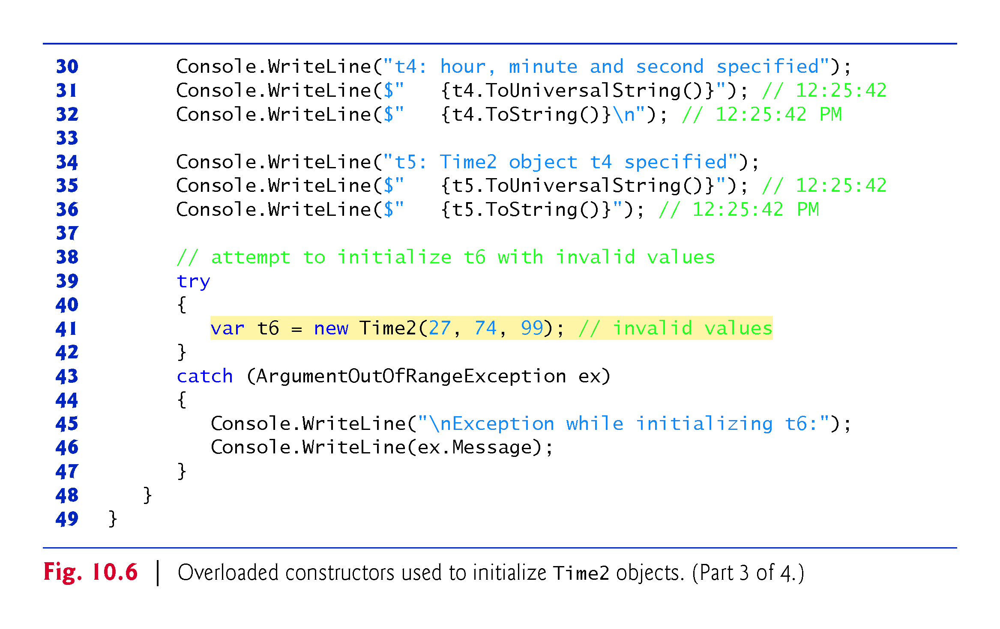 30         Console.WriteLine("t4: hour, minute and second specified");
31         Console.WriteLine($"   {t4.ToUniversalString()}"); // 12:25:42
32         Console.WriteLine($"   {t4.ToString()}\n"); // 12:25:42 PM
33
34         Console.WriteLine("t5: Time2 object t4 specified");
35         Console.WriteLine($"   {t5.ToUniversalString()}"); // 12:25:42
36         Console.WriteLine($"   {t5.ToString()}"); // 12:25:42 PM
37
38         // attempt to initialize t6 with invalid values
39         try
40         {
41            var t6 = new Time2(27, 74, 99); // invalid values
42         }
43         catch (ArgumentOutOfRangeException ex)
44         {
45            Console.WriteLine("\nException while initializing t6:");
46            Console.WriteLine(ex.Message);
47         }
48      }
49   }
Fig. 10.6 | Overloaded constructors used to initialize Time2 objects. (Part 3 of 4.)